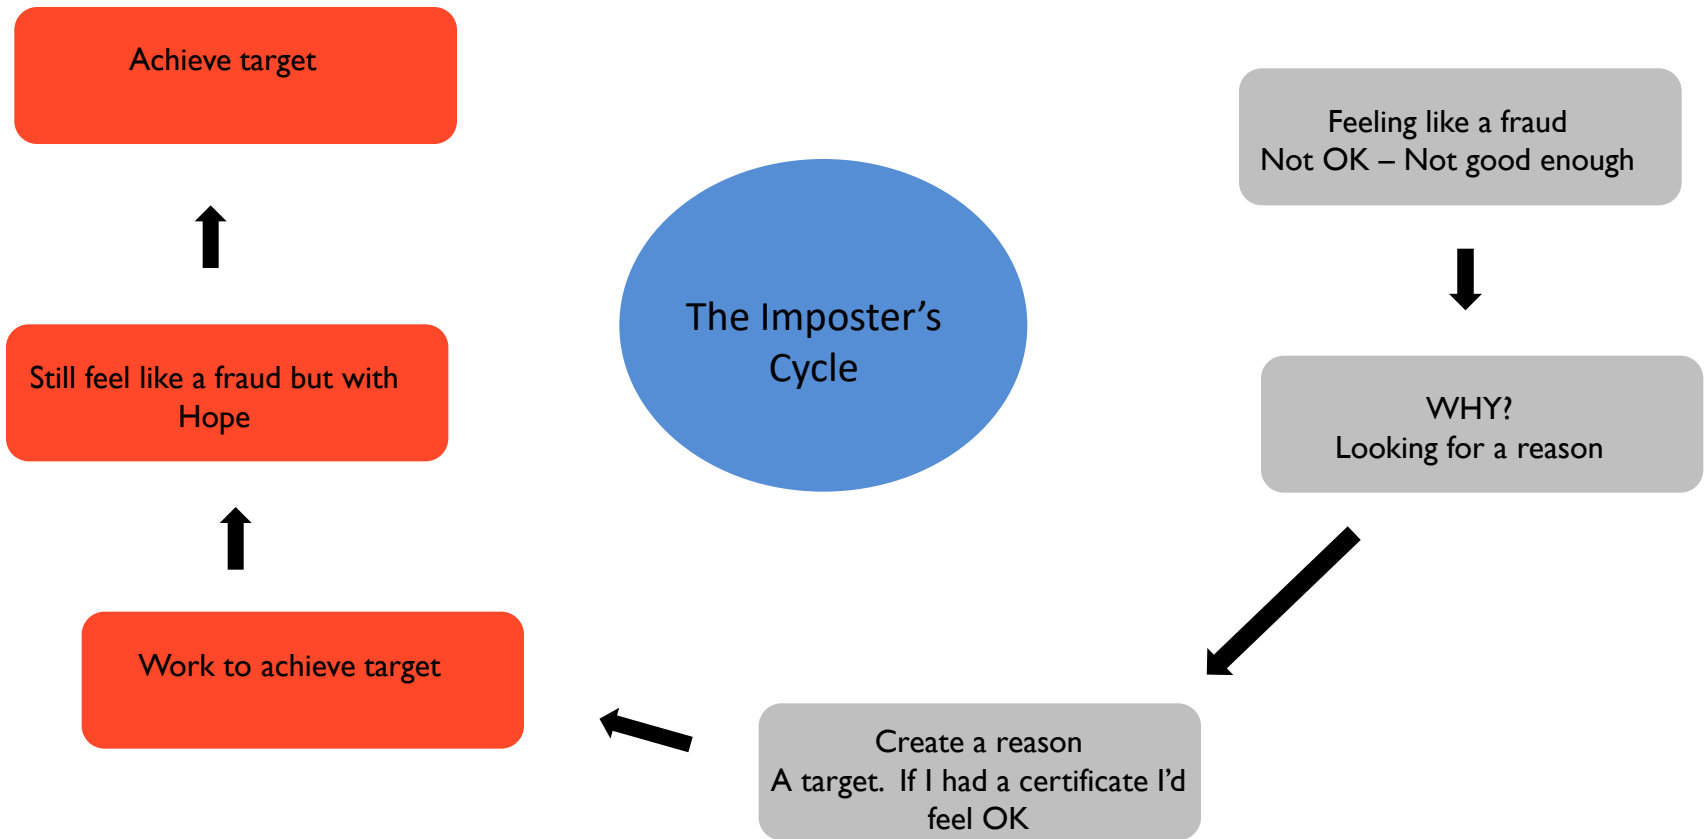 The Imposter’s
Cycle
Feeling like a fraud
Not OK – Not good enough
WHY?
Looking for a reason
Create a reason
A target.  If I had a certificate I’d
feel OK
Work to achieve target
Still feel like a fraud but with
Hope
Achieve target